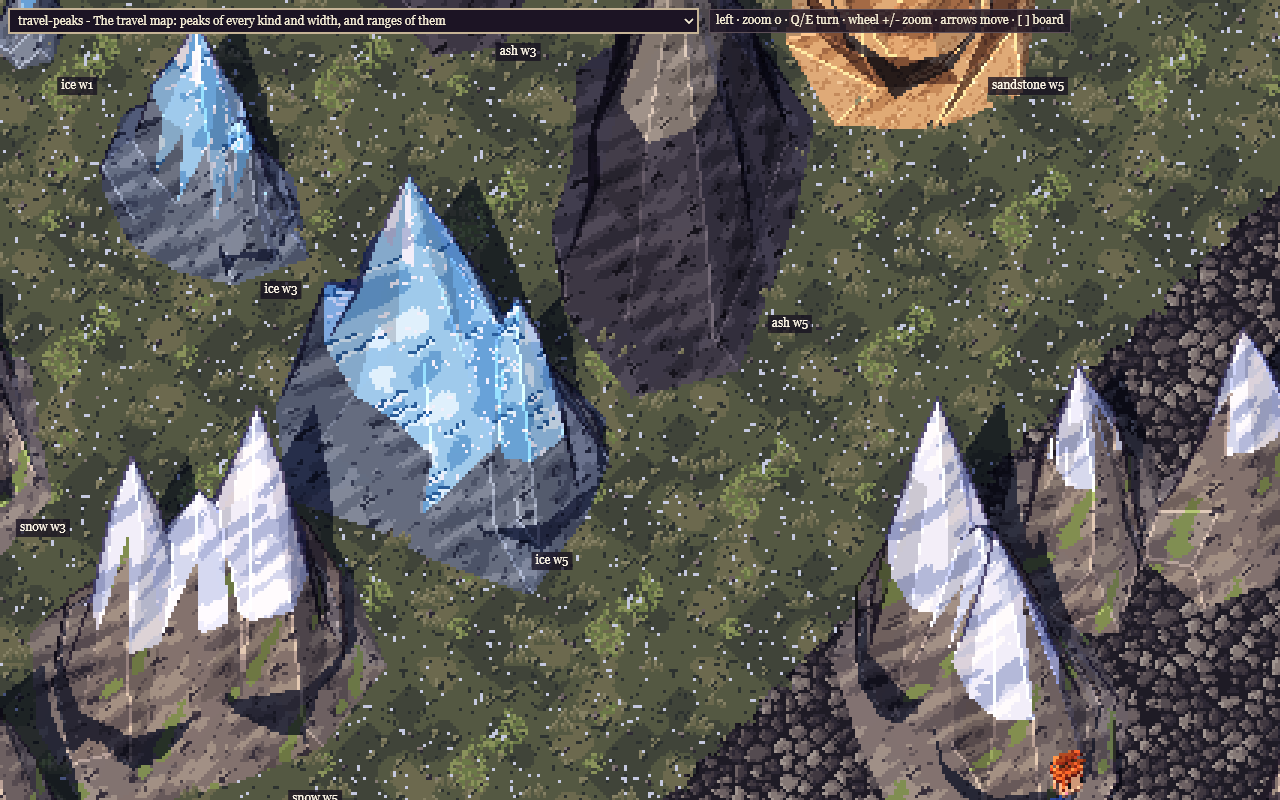 travel-peaks - The travel map: peaks of every kind and width, and ranges of them
left · zoom 0 · Q/E turn · wheel +/- zoom · arrows move · [ ] board
ash w3
ice w1
sandstone w5
ice w3
ash w5
snow w3
ice w5
snow w5